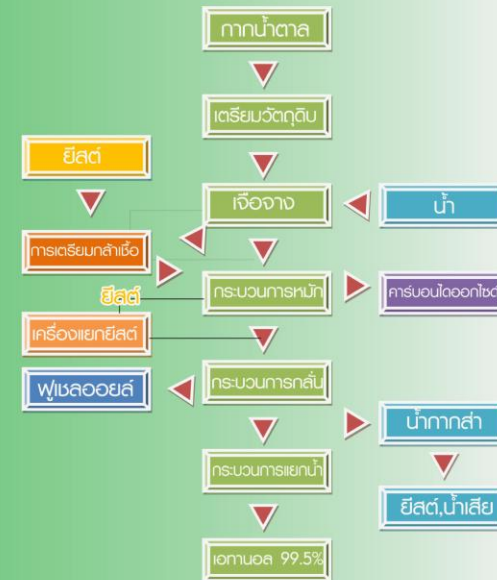 กากน้ำตาล
เตรียมวัตถุดิบ
ยีสต์
เจือจาง
น้ำ
การเตรียมกล้าเชื้อ
กระบวนการหมัก
คาร์บอนไดออกไซด์
ยีสต์
เครื่องแยกยีสต์
ฟูเซลออยล์
กระบวนการกลั่น
น้ำกากส่า
กระบวนการแยกน้ำ
ยีสต์,น้ำเสีย
เอทานอล 99.5%